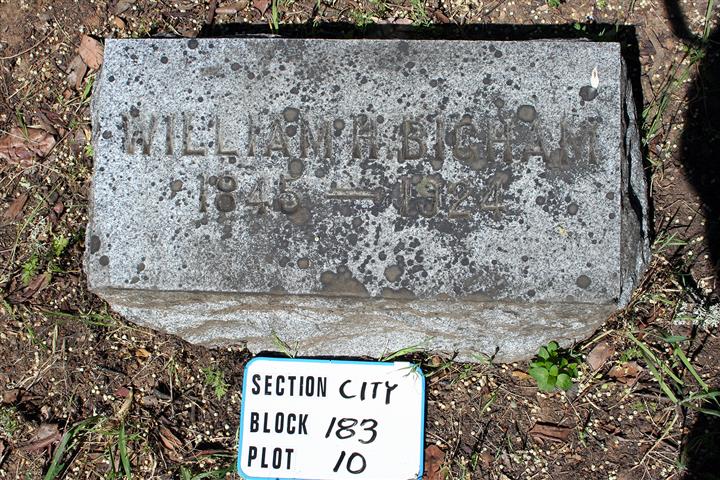 WILLIAM H. BIGHAM
1845 — 1924
SECTION CITY
BLOCK 183
PLOT 10